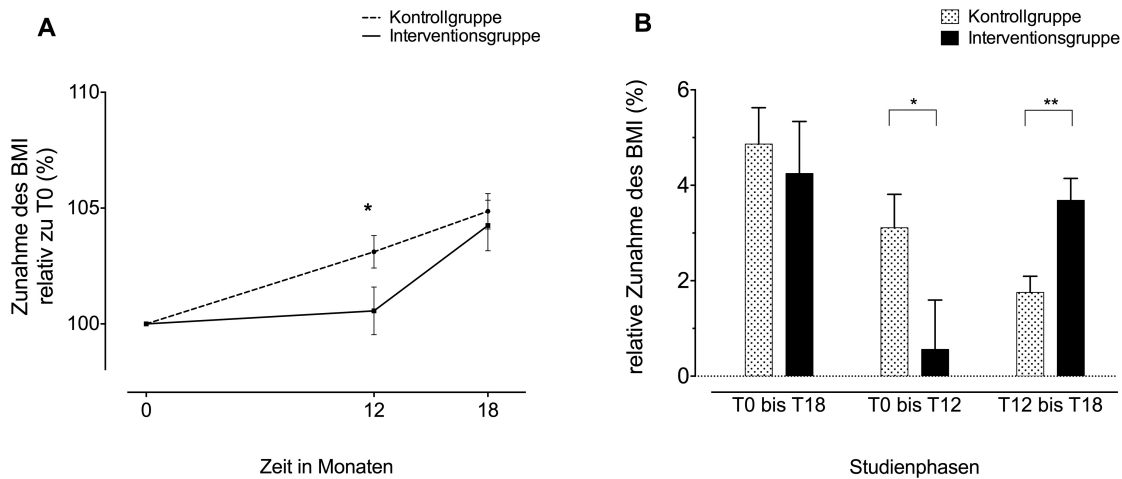 A
Kontrollgruppe
Interventionsgruppe
Zunahme des BMI
relativ zu T0 (%)
110
105
100
*
0
12
18
Zeit in Monaten
B
Kontrollgruppe
Interventionsgruppe
relative Zunahme des BMI (%)
6
4
2
0
*
**
T0 bis T18
T0 bis T12
T12 bis T18
Studienphasen